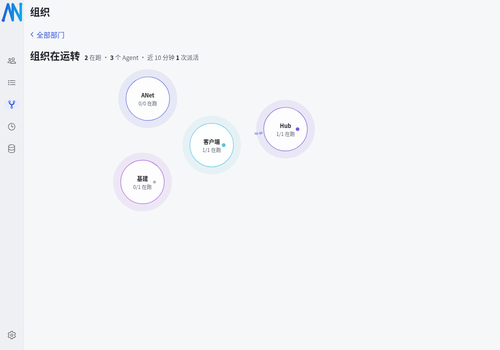 组织
全部部门
组织在运转 2 在跑 · 3 个 Agent · 近 10 分钟 1 次派活
ANet
0/0 在跑
Hub
1/1 在跑
客户端
1/1 在跑
基建
0/1 在跑